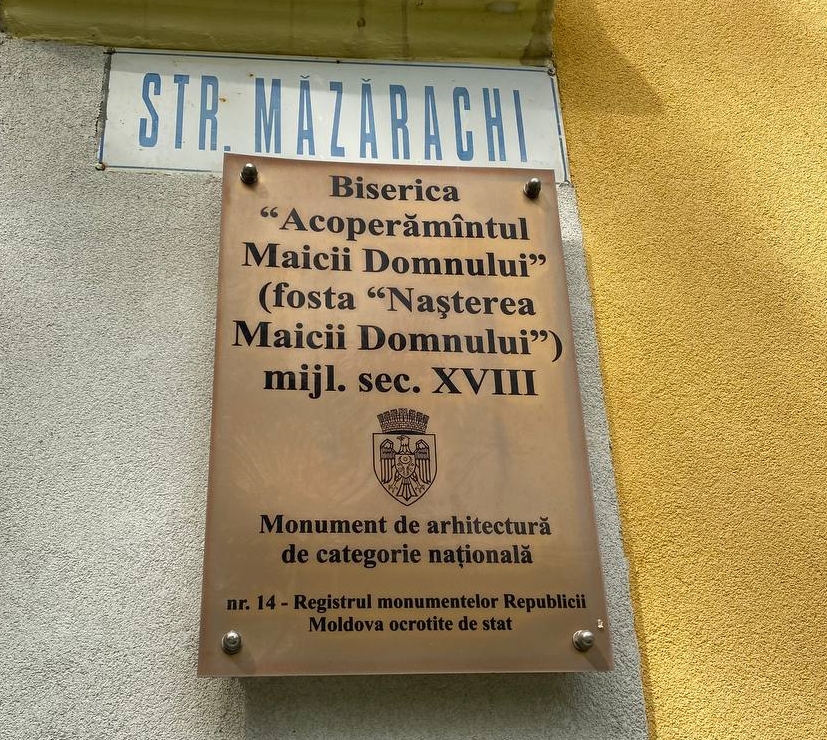 STR. MĂZĂRACHI
Biserica
“Acoperămîntul
Maicii Domnului”
(fosta “Naşterea
Maicii Domnului”)
mijl. sec. XVIII
Monument de arhitectură
de categorie națională
nr. 14 - Registrul monumentelor Republicii
Moldova ocrotite de stat